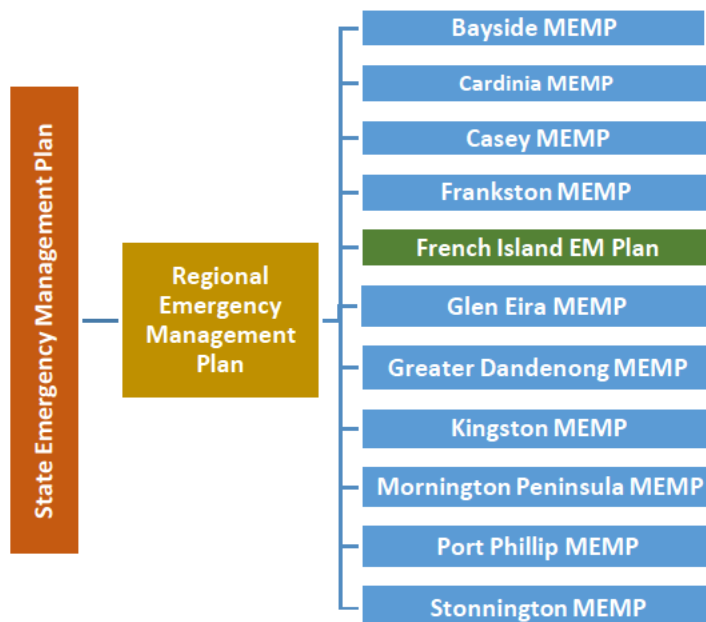 State Emergency Management Plan
Regional
Emergency
Management
Plan
Bayside MEMP
Cardinia MEMP
Casey MEMP
Frankston MEMP
French Island EM Plan
Glen Eira MEMP
Greater Dandenong MEMP
Kingston MEMP
Mornington Peninsula MEMP
Port Phillip MEMP
Stonnington MEMP